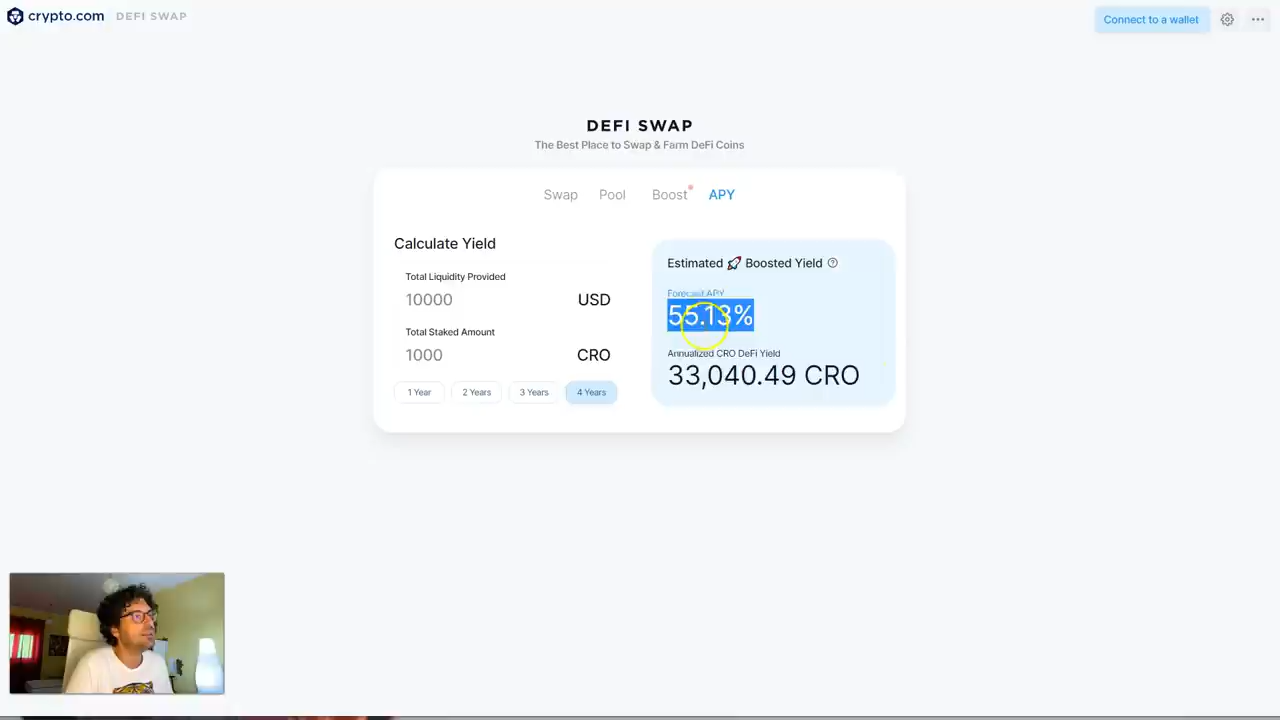 crypto.com DEFI SWAP
Connect to a wallet
DEFI SWAP
The Best Place to Swap & Farm DeFi Coins
Swap Pool Boost APY
Calculate Yield
Total Liquidity Provided
10000 USD
Total Staked Amount
1000 CRO
1 Year 2 Years 3 Years 4 Years
Estimated 🚀 Boosted Yield ?
Forecast APY
55.13%
Annualized CRO DeFi Yield
33,040.49 CRO